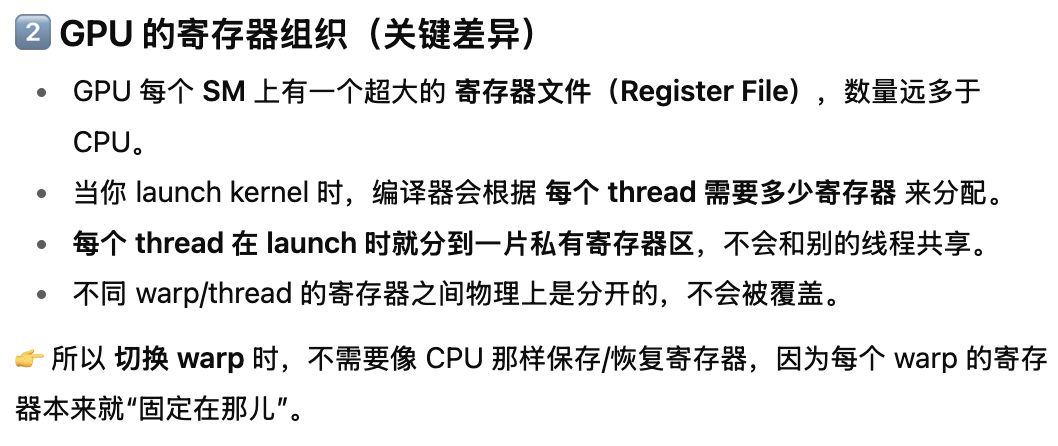 2️⃣ GPU 的寄存器组织（关键差异）
• GPU 每个 SM 上有一个超大的 寄存器文件（Register File），数量远多于
CPU。
• 当你 launch kernel 时，编译器会根据 每个 thread 需要多少寄存器 来分配。
• 每个 thread 在 launch 时就分到一片私有寄存器区，不会和别的线程共享。
• 不同 warp/thread 的寄存器之间物理上是分开的，不会被覆盖。
👉 所以 切换 warp 时，不需要像 CPU 那样保存/恢复寄存器，因为每个 warp 的寄存
器本来就“固定在那儿”。